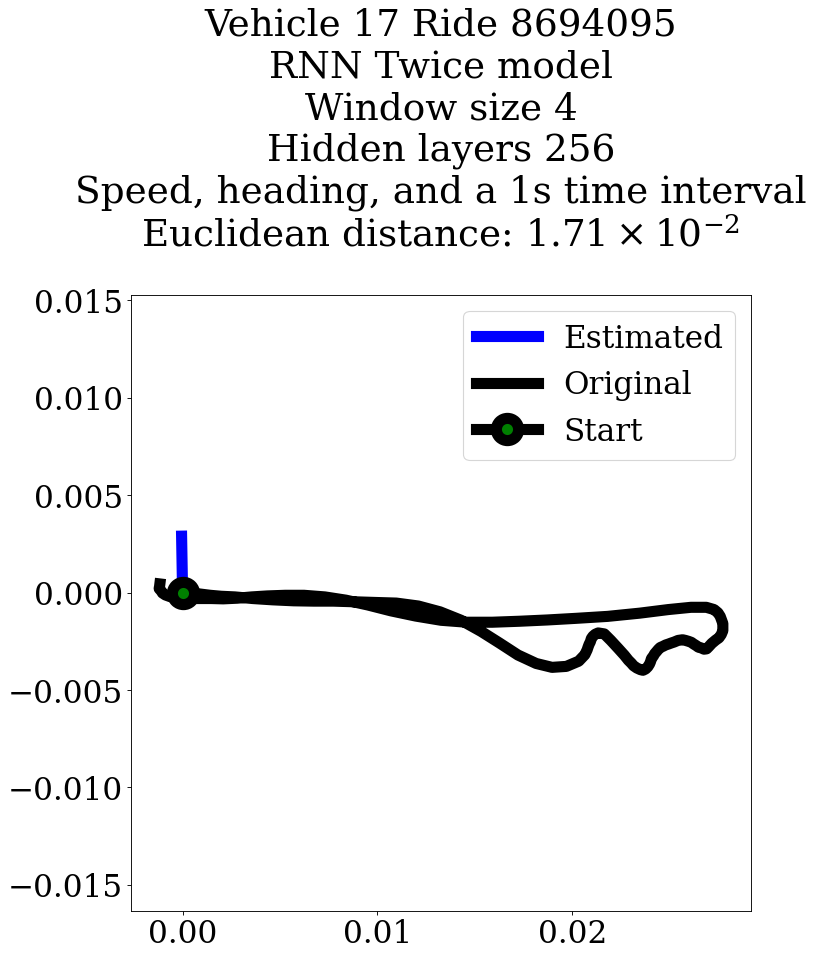 Vehicle 17 Ride 8694095
RNN Twice model
Window size 4
Hidden layers 256
Speed, heading, and a 1s time interval
Euclidean distance: 1.71 × 10⁻²
0.015
Estimated
0.010
Original
Start
0.005
0.000
−0.005
−0.010
−0.015
0.00 0.01 0.02